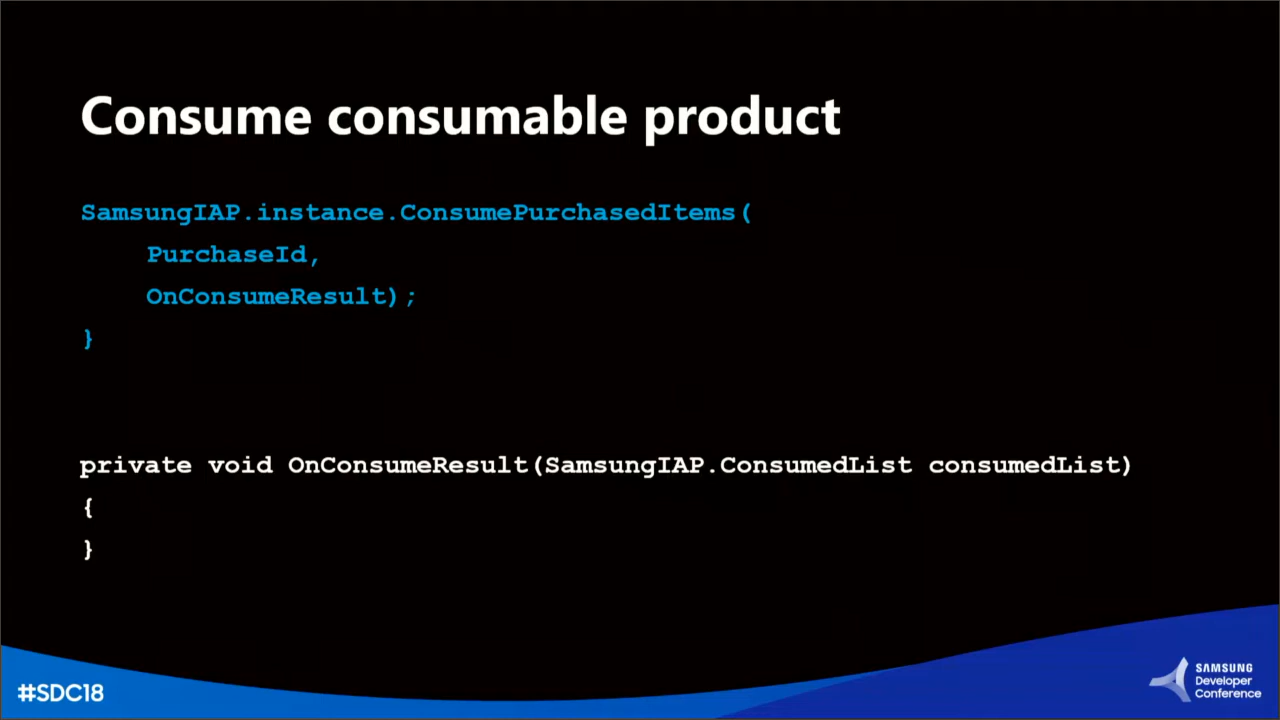 Consume consumable product
SamsungIAP.instance.ConsumePurchasedItems(
PurchaseId,
OnConsumeResult);
}
private void OnConsumeResult(SamsungIAP.ConsumedList consumedList)
{
}
#SDC18
SAMSUNG
Developer
Conference